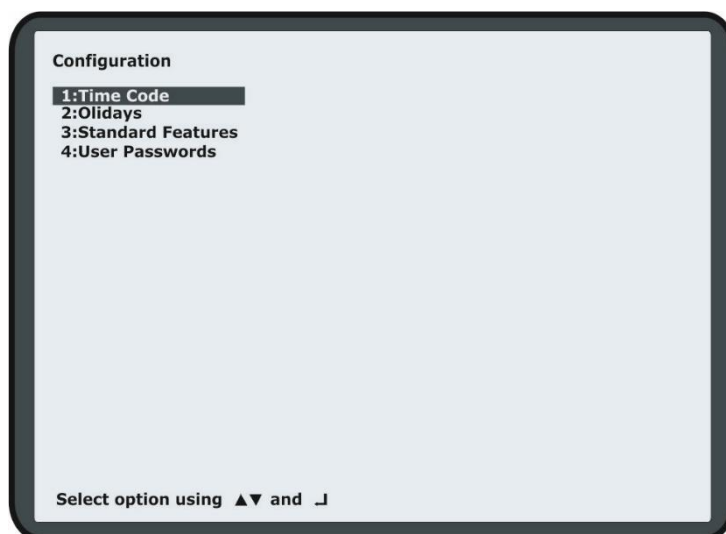 Configuration
1:Time Code
2:Olidays
3:Standard Features
4:User Passwords
Select option using ▲▼ and ┘